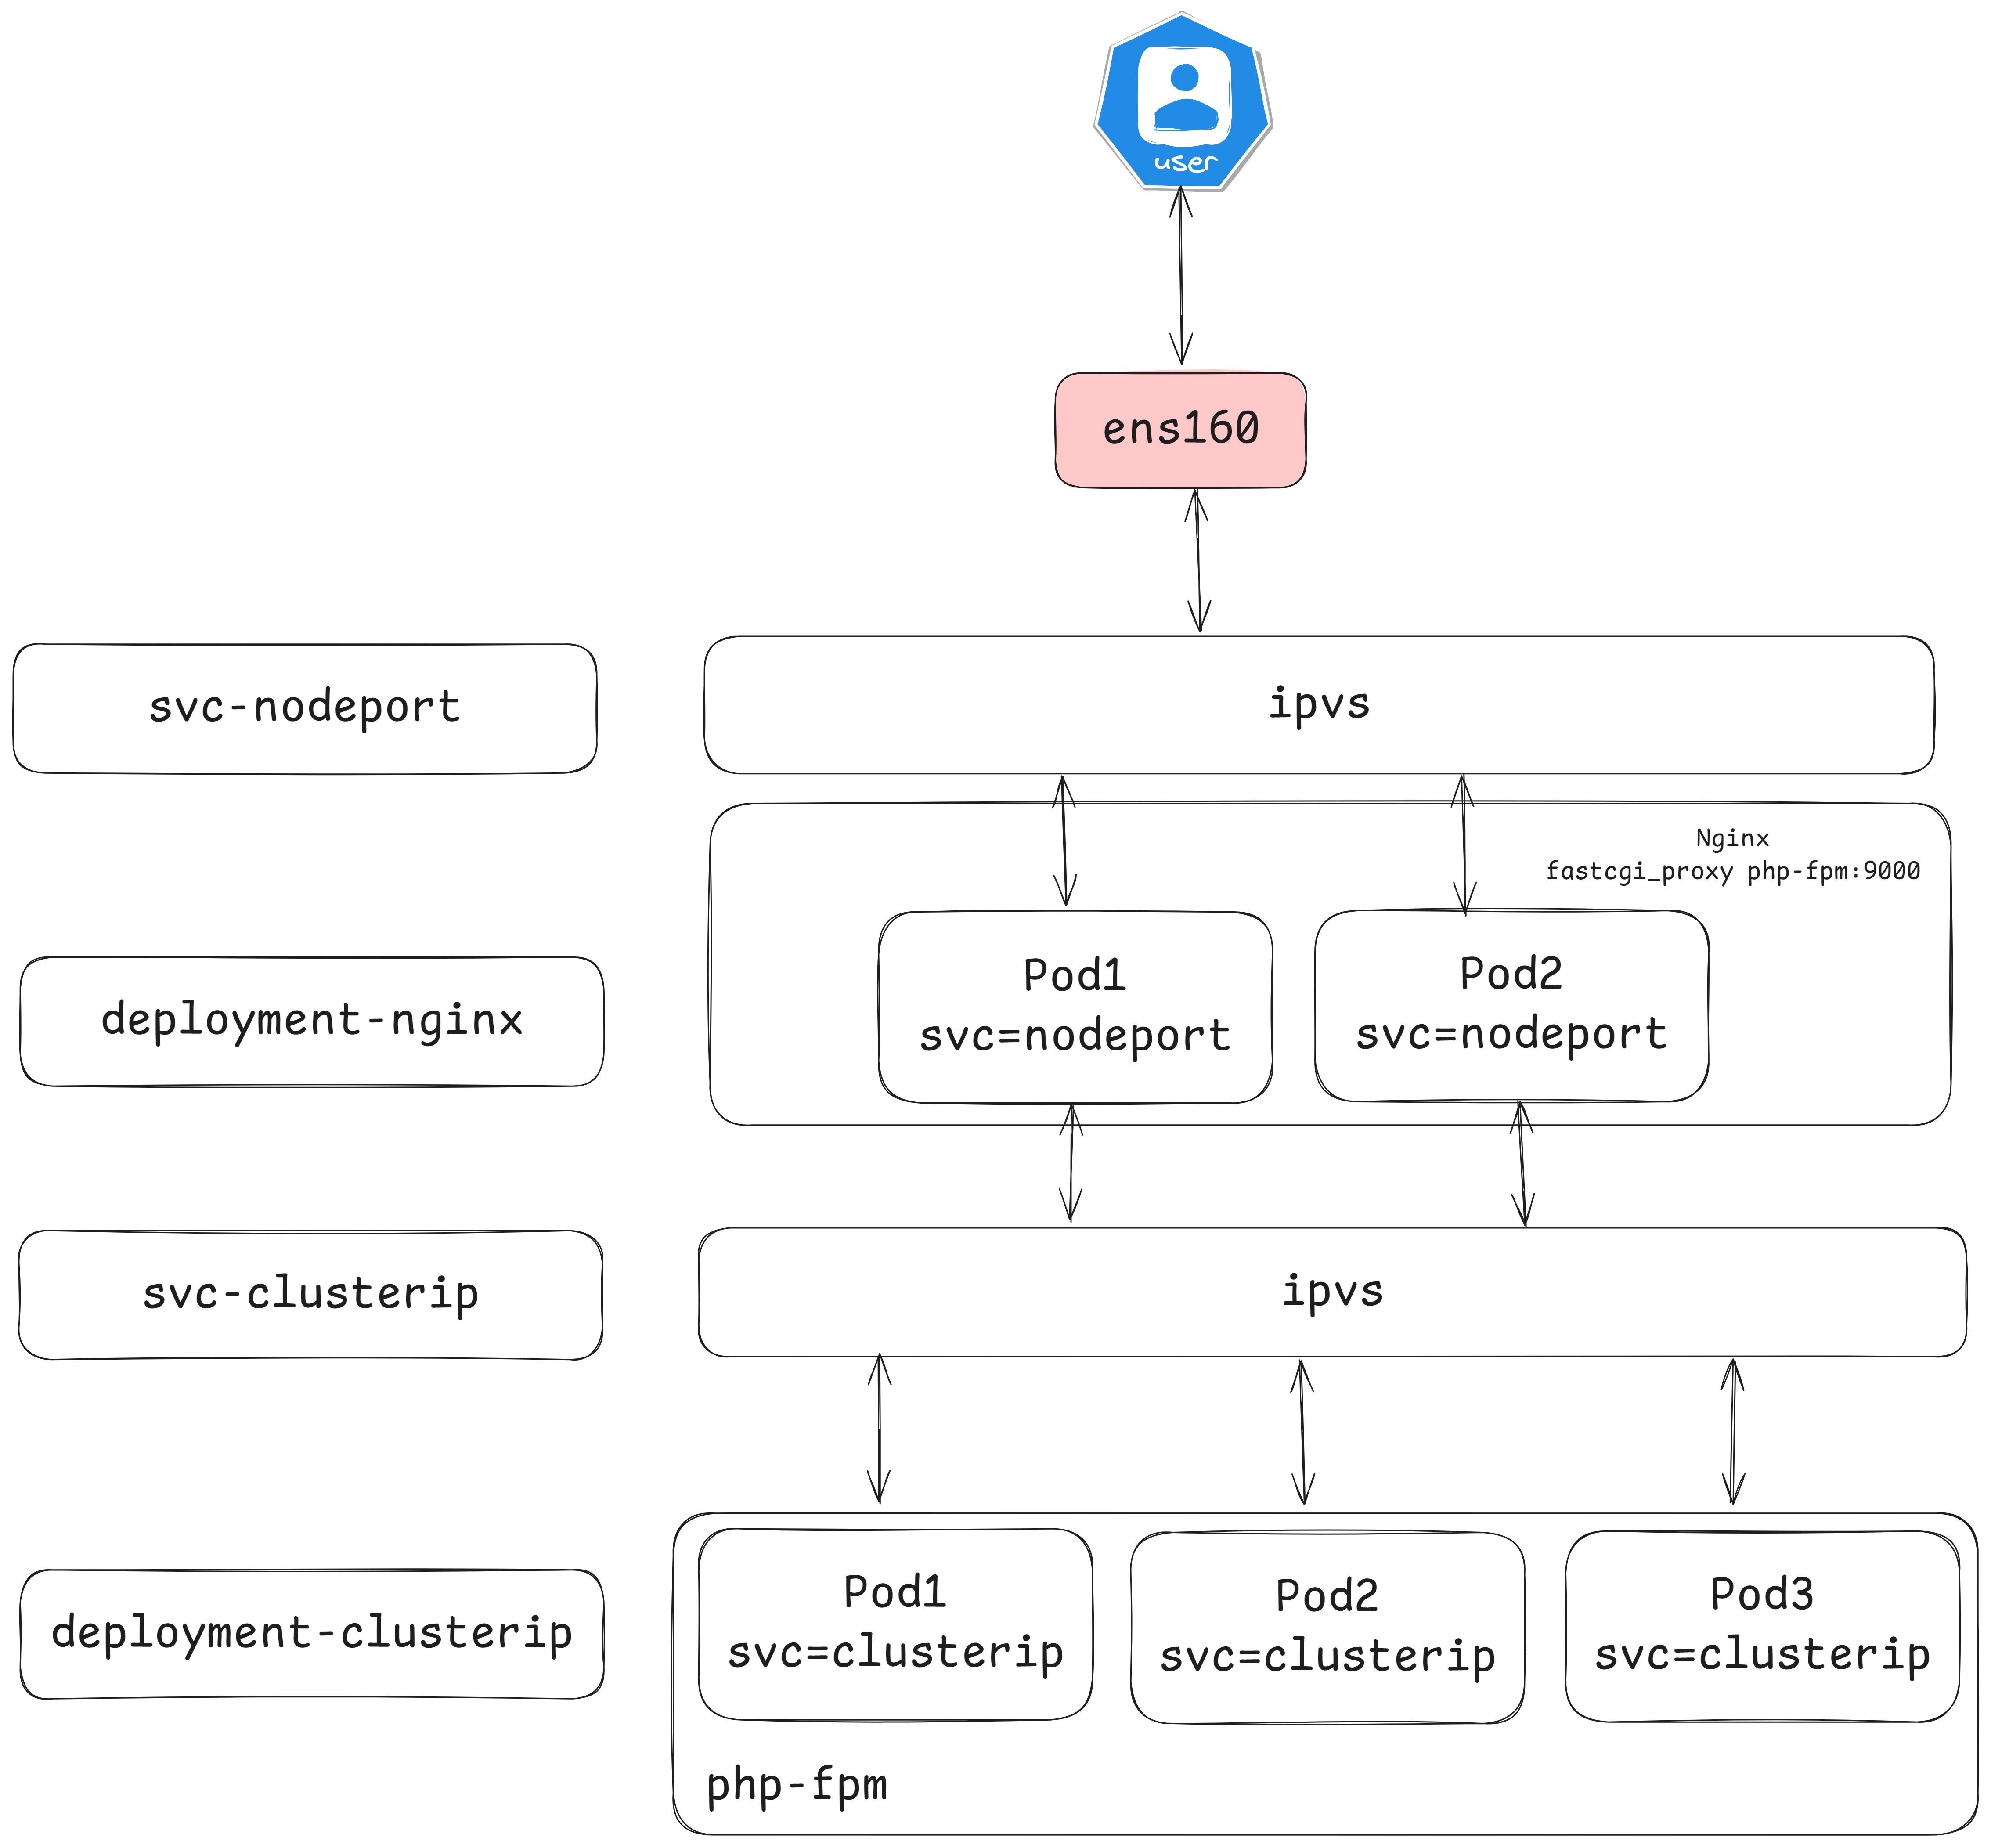 user
ens160
svc-nodeport
ipvs
Nginx
fastcgi_proxy php-fpm:9000
deployment-nginx
Pod1
svc=nodeport
Pod2
svc=nodeport
svc-clusterip
ipvs
deployment-clusterip
Pod1
svc=clusterip
Pod2
svc=clusterip
Pod3
svc=clusterip
php-fpm